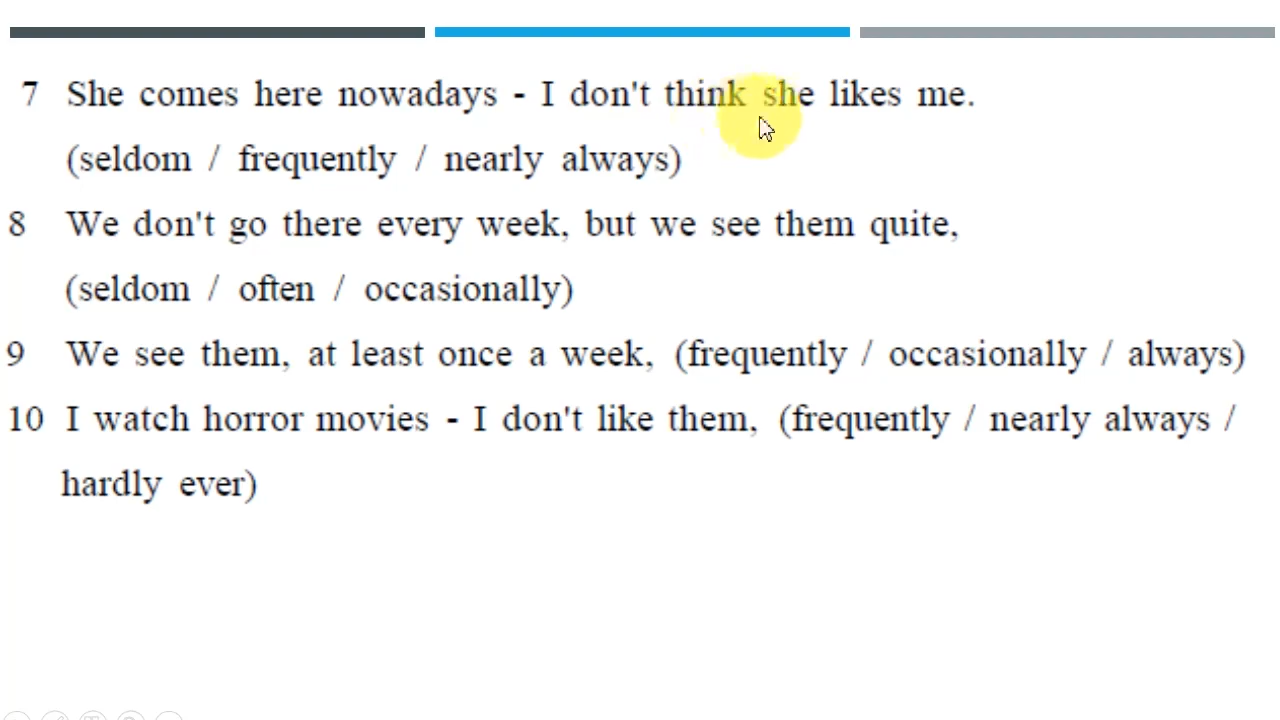 7 She comes here nowadays - I don't think she likes me.
(seldom / frequently / nearly always)
8 We don't go there every week, but we see them quite,
(seldom / often / occasionally)
9 We see them, at least once a week, (frequently / occasionally / always)
10 I watch horror movies - I don't like them, (frequently / nearly always /
hardly ever)